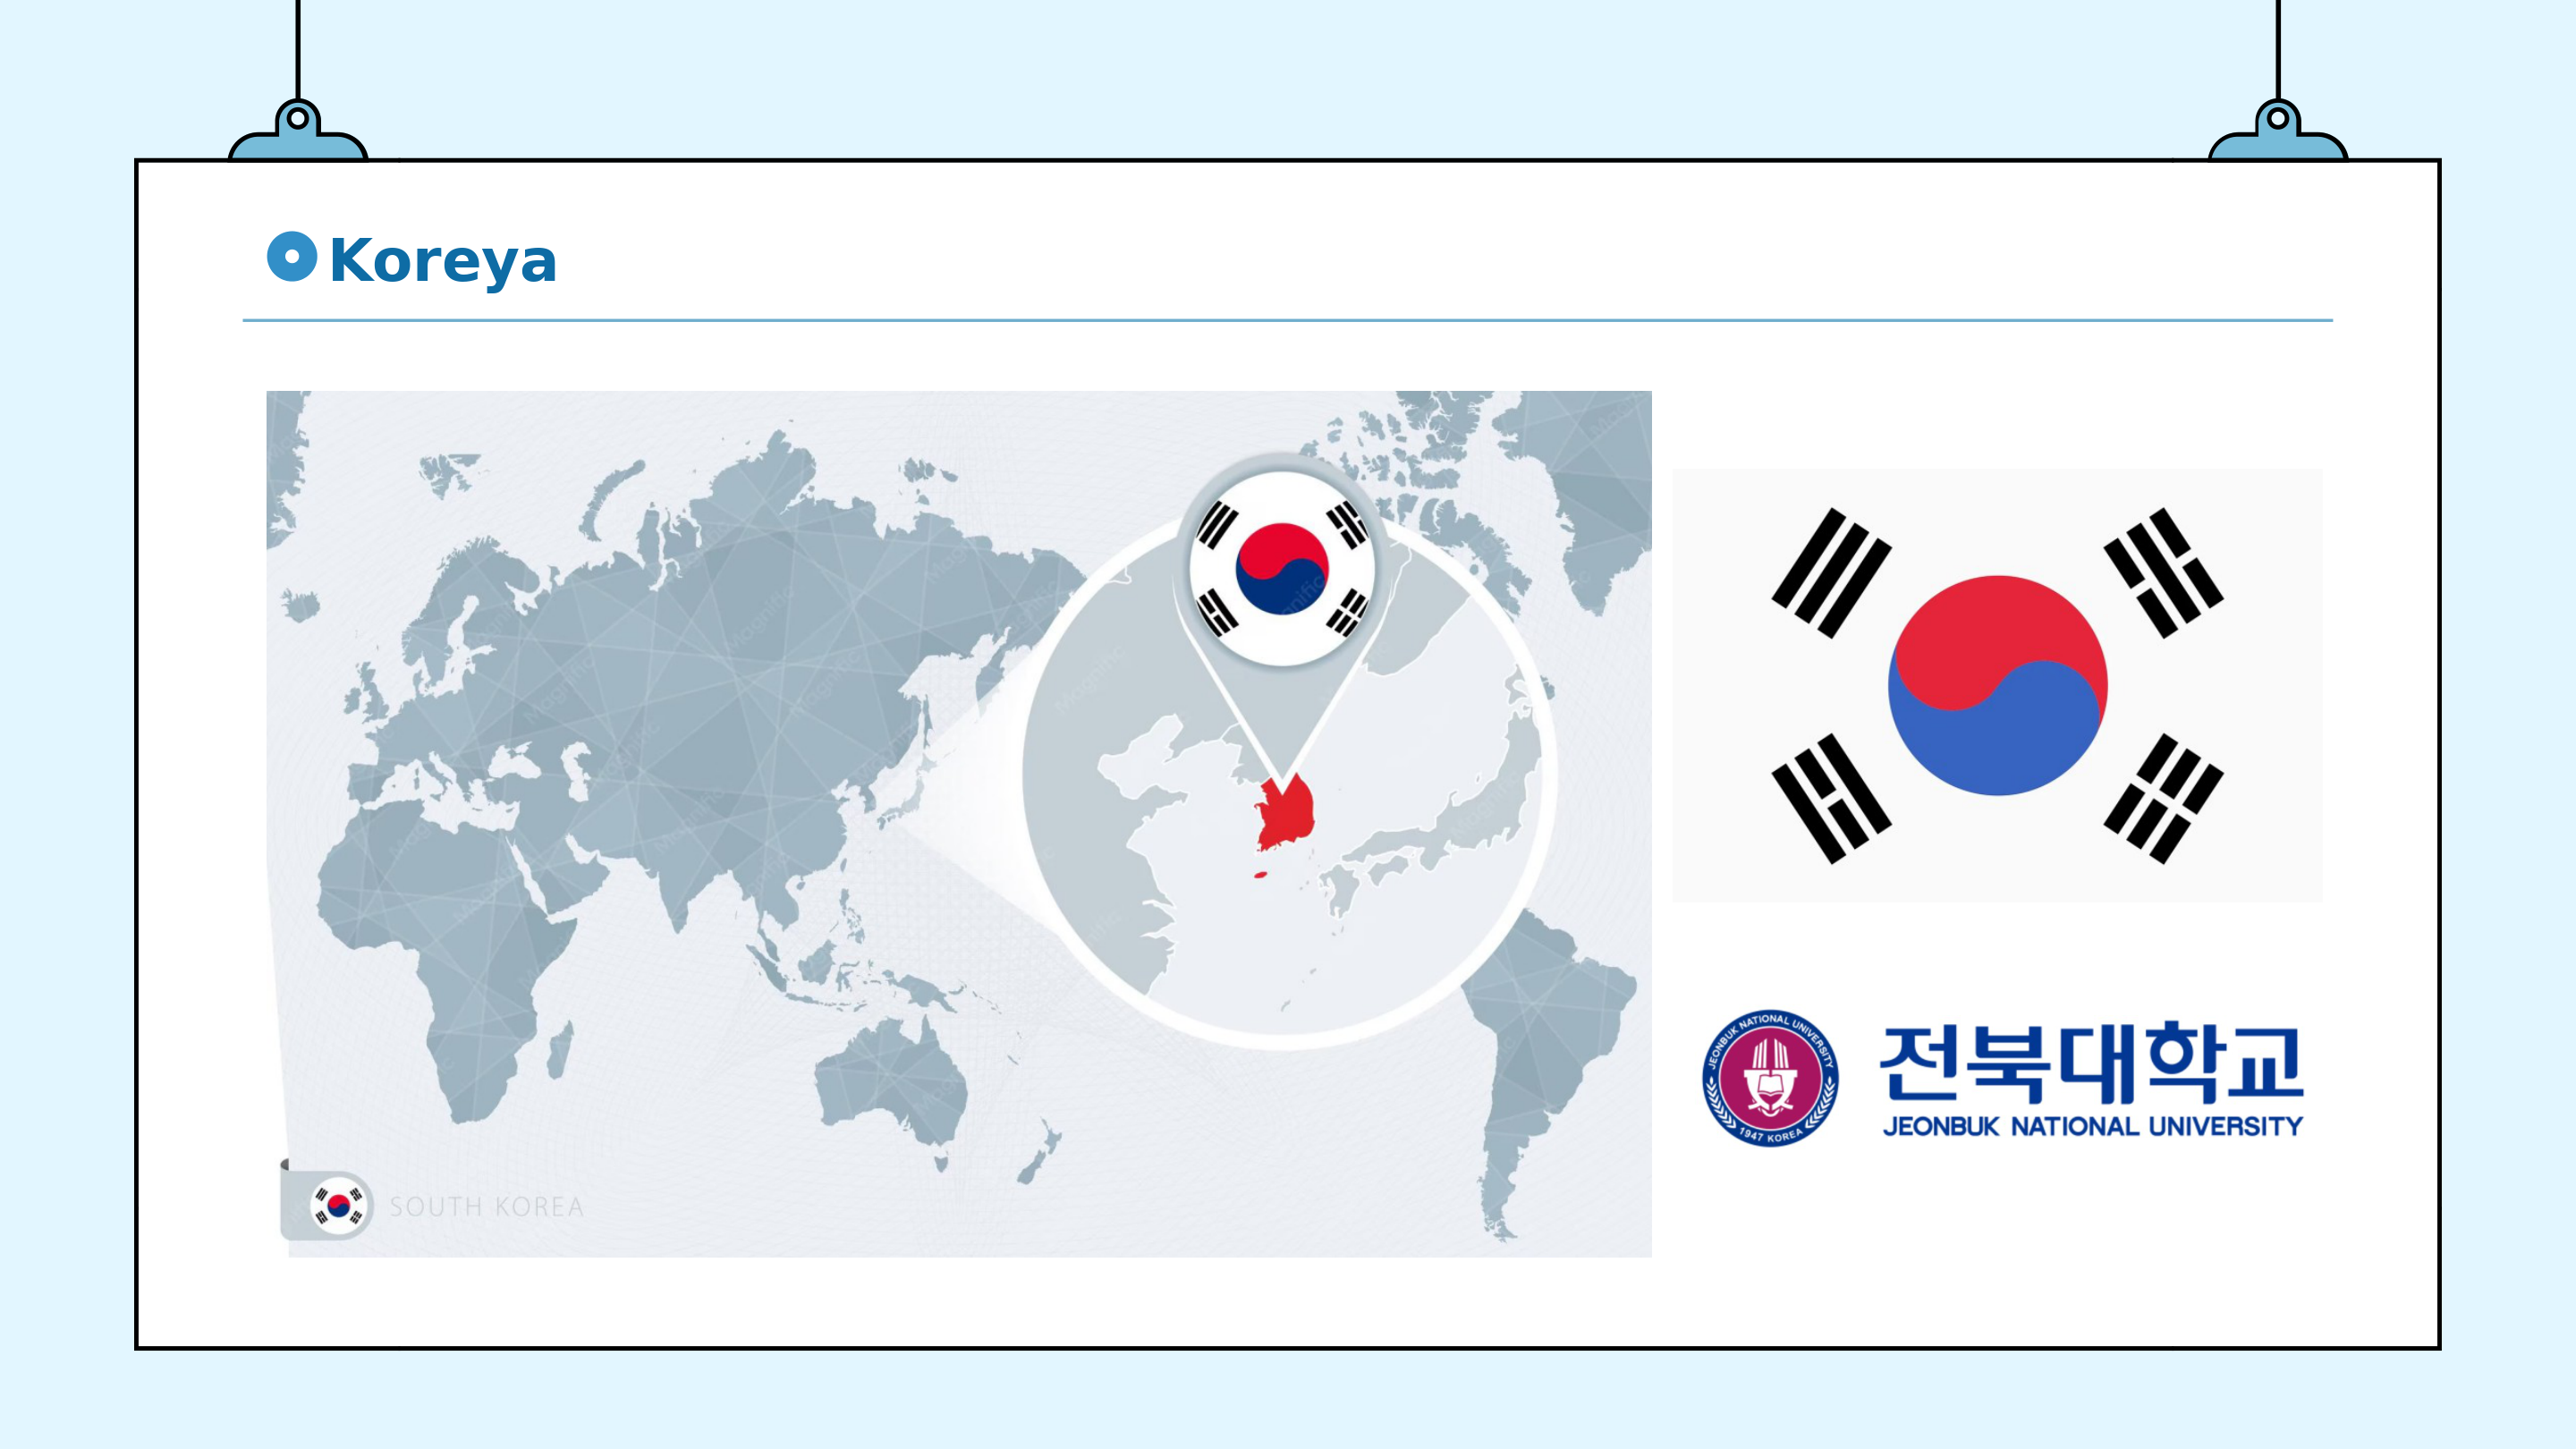 Koreya
SOUTH KOREA
JEONBUK NATIONAL UNIVERSITY
1947 KOREA
전북대학교
JEONBUK NATIONAL UNIVERSITY